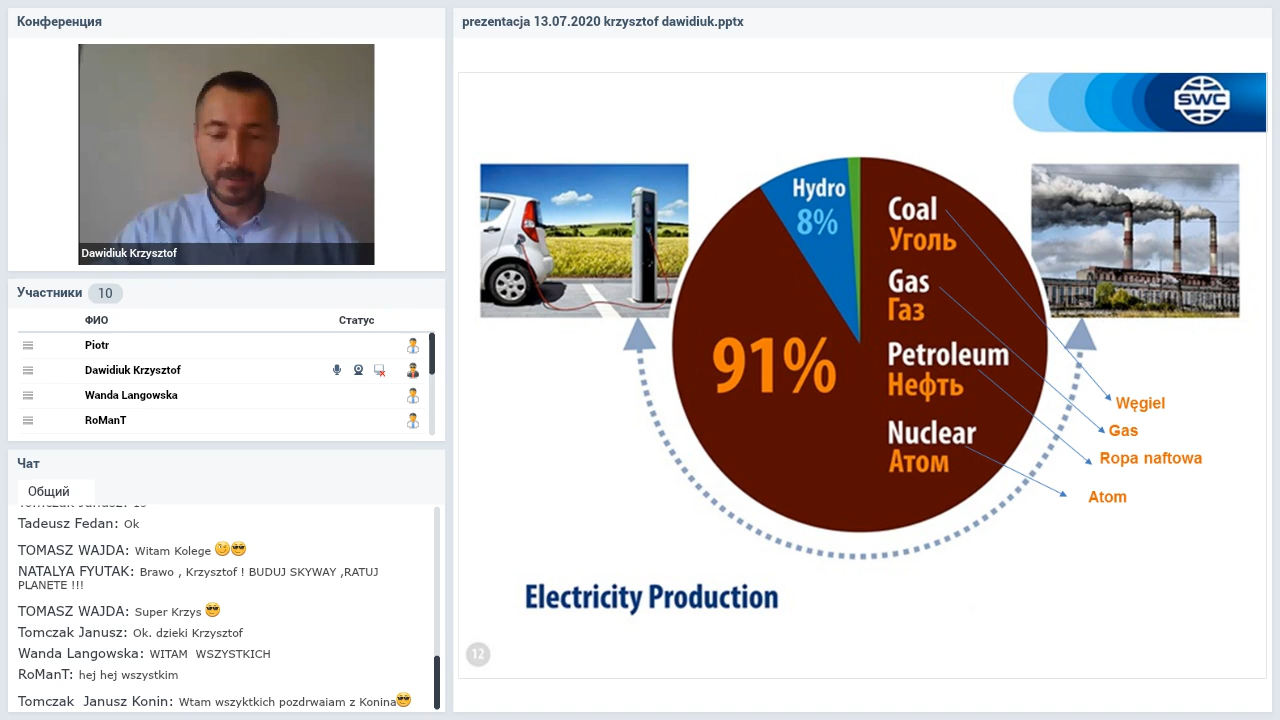 Конференция
Dawidiuk Krzysztof
Участники 10
ФИО Статус
Piotr
Dawidiuk Krzysztof
Wanda Langowska
RoManT
Чат
Общий
Tadeusz Fedan: Ok
TOMASZ WAJDA: Witam Kolege
NATALYA FYUTAK: Brawo , Krzysztof ! BUDUJ SKYWAY ,RATUJ
PLANETE !!!
TOMASZ WAJDA: Super Krzys
Tomczak Janusz: Ok. dzieki Krzysztof
Wanda Langowska: WITAM WSZYSTKICH
RoManT: hej hej wszystkim
Tomczak Janusz Konin: Wtam wszyktkich pozdrwaiam z Konina
prezentacja 13.07.2020 krzysztof dawidiuk.pptx
SWC
Hydro
8%
91%
Coal
Уголь
Gas
Газ
Petroleum
Нефть
Nuclear
Атом
Węgiel
Gas
Ropa naftowa
Atom
Electricity Production
12